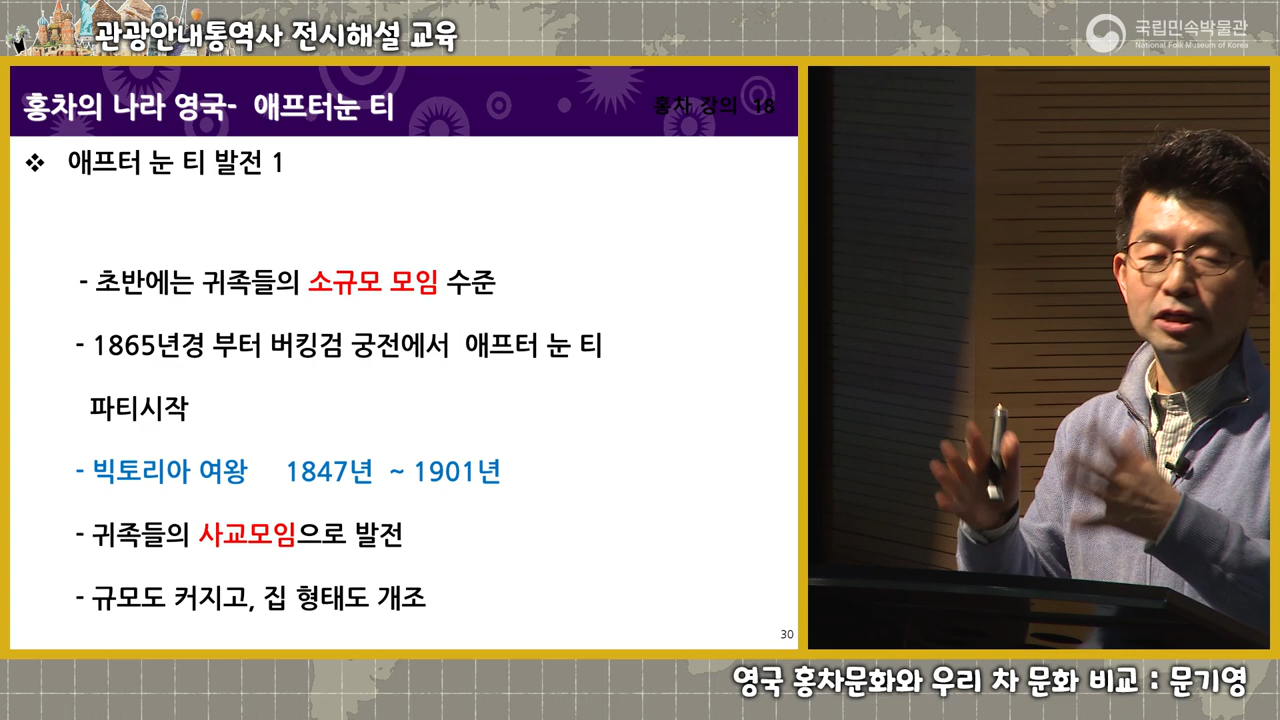 관광안내통역사 전시해설 교육
국립민속박물관
National Folk Museum of Korea
홍차의 나라 영국- 애프터눈 티
홍차 강의 18
❖ 애프터 눈 티 발전 1
- 초반에는 귀족들의 소규모 모임 수준
- 1865년경 부터 버킹검 궁전에서 애프터 눈 티
파티시작
- 빅토리아 여왕 1847년 ~ 1901년
- 귀족들의 사교모임으로 발전
- 규모도 커지고, 집 형태도 개조
30
영국 홍차문화와 우리 차 문화 비교 : 문기영